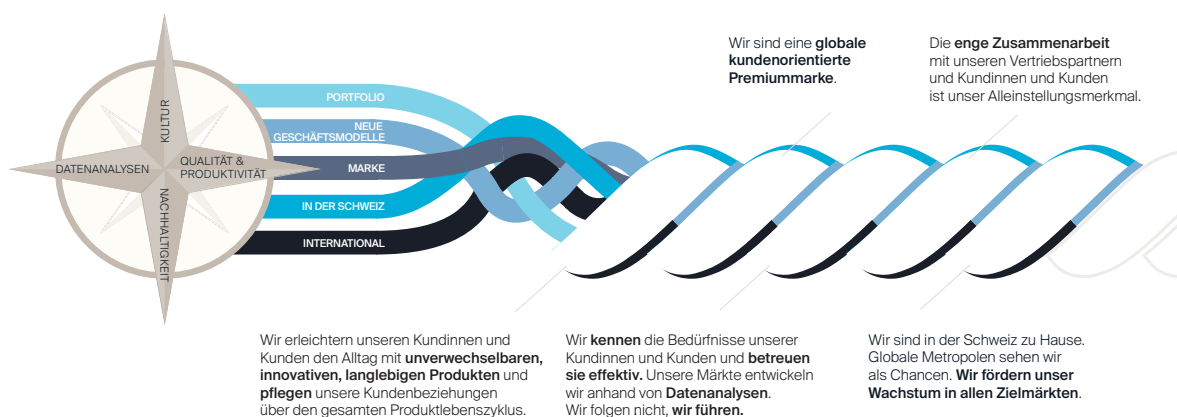 KULTUR
DATENANALYSEN
QUALITÄT &
PRODUKTIVITÄT
NACHHALTIGKEIT
PORTFOLIO
NEUE
GESCHÄFTSMODELLE
MARKE
IN DER SCHWEIZ
INTERNATIONAL
Wir sind eine globale
kundenorientierte
Premiummarke.
Die enge Zusammenarbeit
mit unseren Vertriebspartnern
und Kundinnen und Kunden
ist unser Alleinstellungsmerkmal.
Wir erleichtern unseren Kundinnen und
Kunden den Alltag mit unverwechselbaren,
innovativen, langlebigen Produkten und
pflegen unsere Kundenbeziehungen
über den gesamten Produktlebenszyklus.
Wir kennen die Bedürfnisse unserer
Kundinnen und Kunden und betreuen
sie effektiv. Unsere Märkte entwickeln
wir anhand von Datenanalysen.
Wir folgen nicht, wir führen.
Wir sind in der Schweiz zu Hause.
Globale Metropolen sehen wir
als Chancen. Wir fördern unser
Wachstum in allen Zielmärkten.